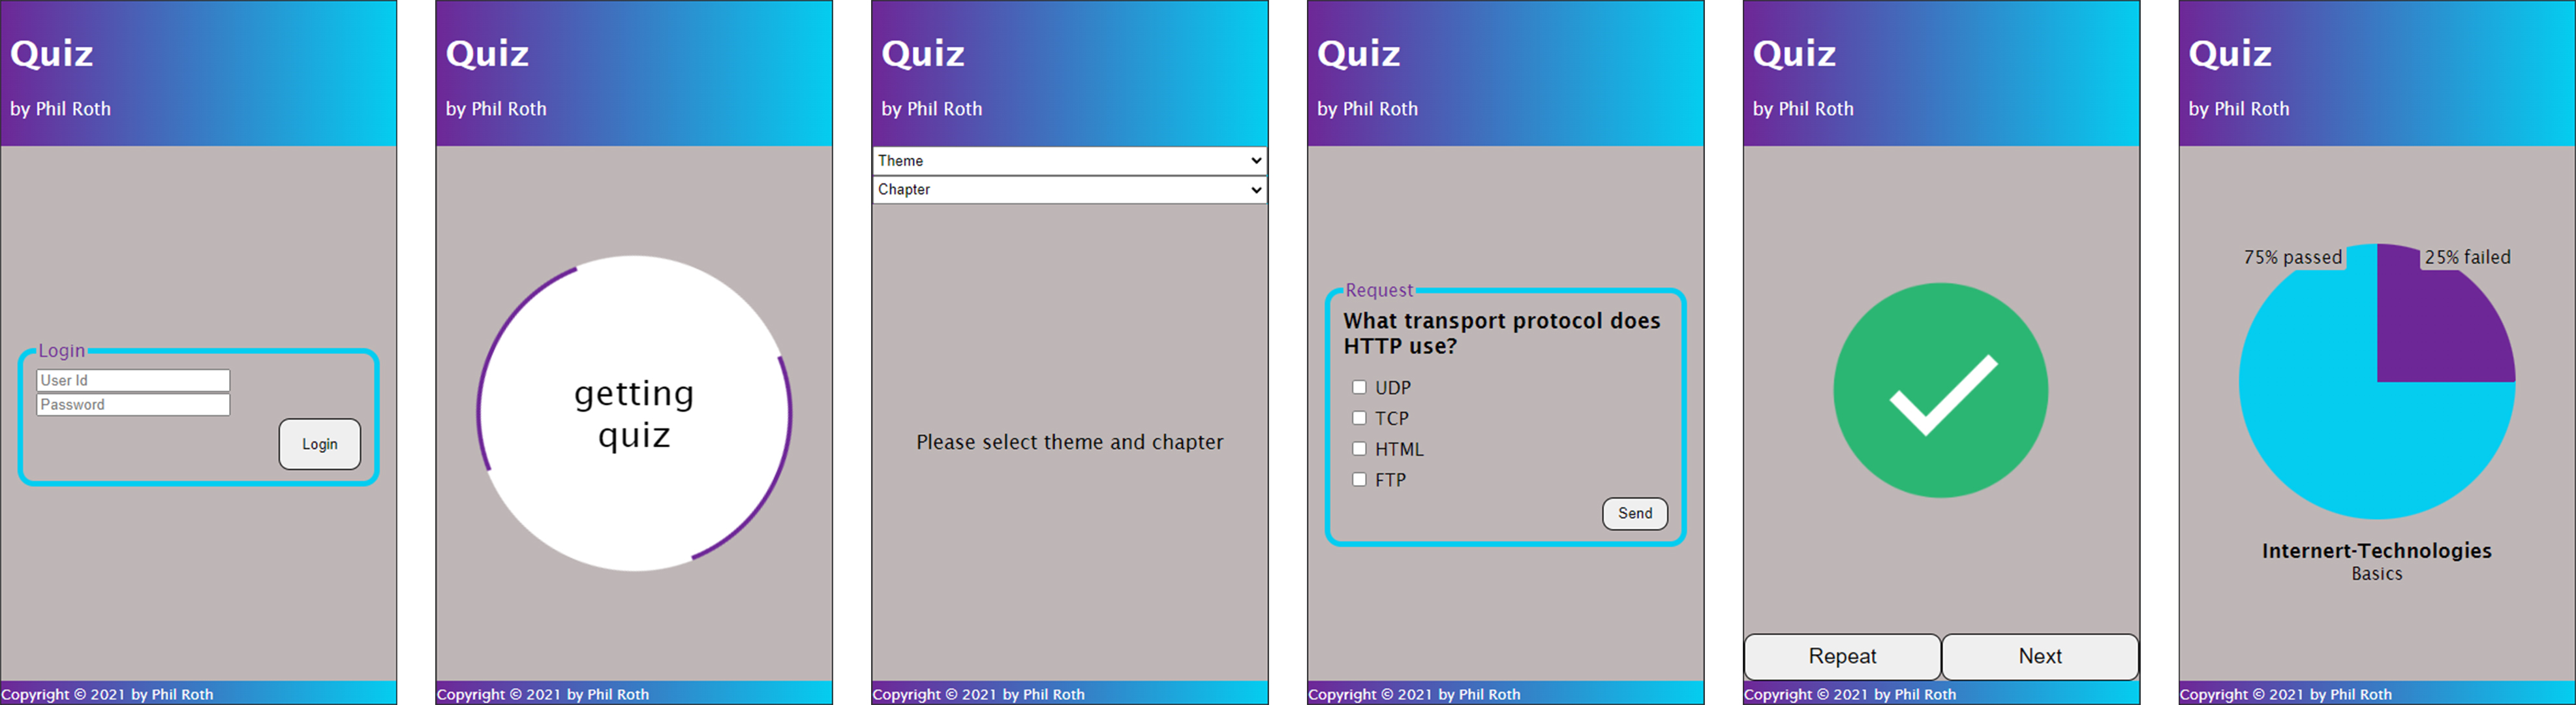 Quiz
by Phil Roth
Login
User Id
Password
Login
Copyright © 2021 by Phil Roth
Quiz
by Phil Roth
getting
quiz
Copyright © 2021 by Phil Roth
Quiz
by Phil Roth
Theme
Chapter
Please select theme and chapter
Copyright © 2021 by Phil Roth
Quiz
by Phil Roth
Request
What transport protocol does
HTTP use?
UDP
TCP
HTML
FTP
Send
Copyright © 2021 by Phil Roth
Quiz
by Phil Roth
Repeat
Next
Copyright © 2021 by Phil Roth
Quiz
by Phil Roth
75% passed
25% failed
Internert-Technologies
Basics
Copyright © 2021 by Phil Roth